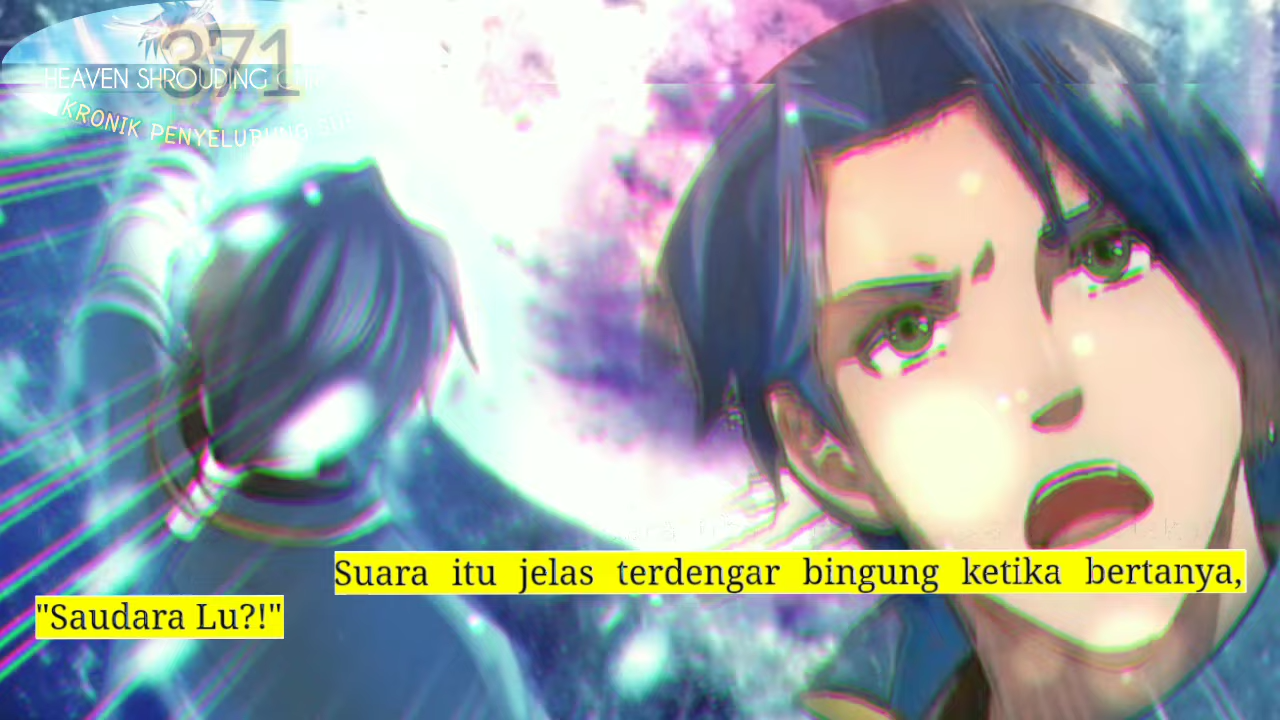 371
HEAVEN SHROUDING
KRONIK PENYELUBUNG
Suara itu jelas terdengar bingung ketika bertanya,
"Saudara Lu?!"